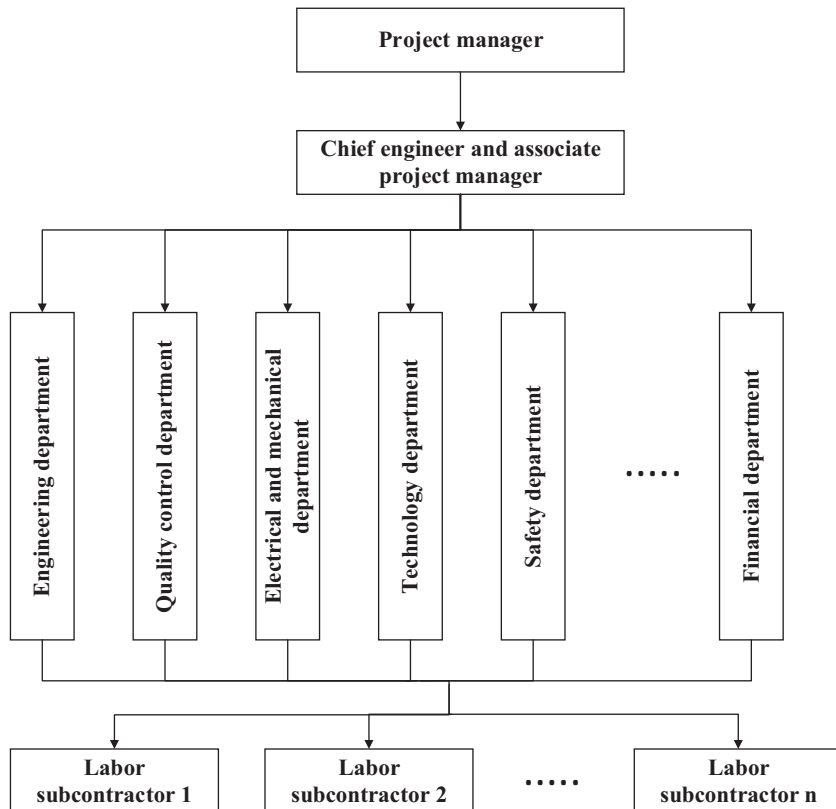 Project manager
Chief engineer and associate
project manager
Engineering department
Quality control department
Electrical and mechanical
department
Technology department
Safety department
.....
Financial department
Labor
subcontractor 1
Labor
subcontractor 2
.....
Labor
subcontractor n